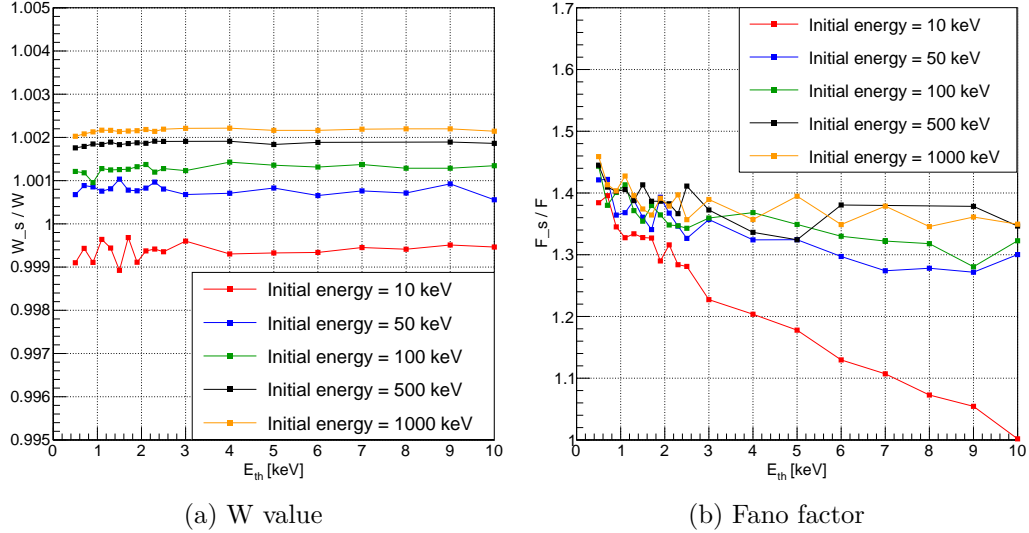 1.005
1.004
1.003
1.002
1.001
1
0.999
0.998
0.997
0.996
0.995
W_s / W
Initial energy = 10 keV
Initial energy = 50 keV
Initial energy = 100 keV
Initial energy = 500 keV
Initial energy = 1000 keV
0 1 2 3 4 5 6 7 8 9 10
E_th [keV]
(a) W value
1.7
1.6
1.5
1.4
1.3
1.2
1.1
1
F_s / F
Initial energy = 10 keV
Initial energy = 50 keV
Initial energy = 100 keV
Initial energy = 500 keV
Initial energy = 1000 keV
0 1 2 3 4 5 6 7 8 9 10
E_th [keV]
(b) Fano factor